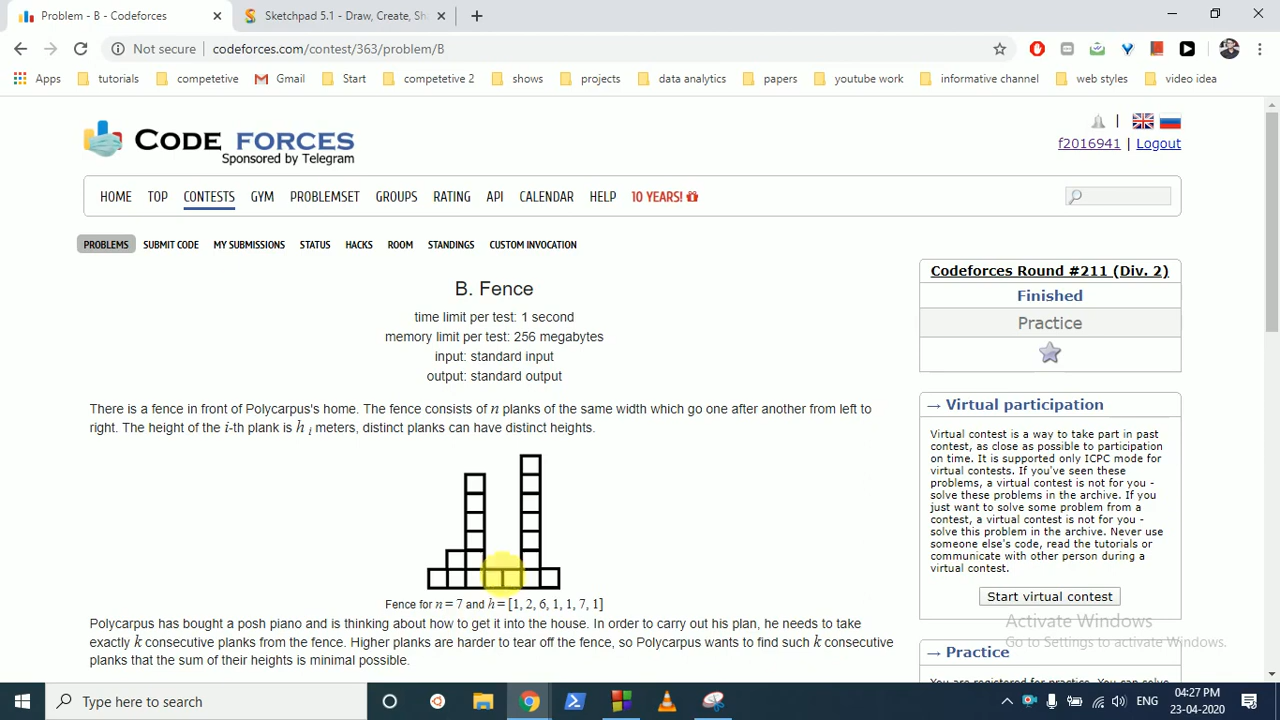 Problem - B - Codeforces
Sketchpad 5.1 - Draw, Create, Sh
Not secure | codeforces.com/contest/363/problem/B
Apps tutorials competetive Gmail Start competetive 2 shows projects data analytics papers youtube work informative channel web styles video idea
CODE FORCES
Sponsored by Telegram
f2016941 | Logout
HOME TOP CONTESTS GYM PROBLEMSET GROUPS RATING API CALENDAR HELP 10 YEARS!
PROBLEMS SUBMIT CODE MY SUBMISSIONS STATUS HACKS ROOM STANDINGS CUSTOM INVOCATION
B. Fence
time limit per test: 1 second
memory limit per test: 256 megabytes
input: standard input
output: standard output
There is a fence in front of Polycarpus's home. The fence consists of n planks of the same width which go one after another from left to
right. The height of the i-th plank is h i meters, distinct planks can have distinct heights.
Fence for n = 7 and h = [1, 2, 6, 1, 1, 7, 1]
Polycarpus has bought a posh piano and is thinking about how to get it into the house. In order to carry out his plan, he needs to take
exactly k consecutive planks from the fence. Higher planks are harder to tear off the fence, so Polycarpus wants to find such k consecutive
planks that the sum of their heights is minimal possible.
Codeforces Round #211 (Div. 2)
Finished
Practice
→ Virtual participation
Virtual contest is a way to take part in past
contest, as close as possible to participation
on time. It is supported only ICPC mode for
virtual contests. If you've seen these
problems, a virtual contest is not for you -
solve these problems in the archive. If you
just want to solve some problem from a
contest, a virtual contest is not for you -
solve this problem in the archive. Never use
someone else's code, read the tutorials or
communicate with other person during a
virtual contest.
Start virtual contest
Activate Windows
Go to Settings to activate Windows.
→ Practice
You are registered for practice. You can solve
Type here to search
ENG
04:27 PM
23-04-2020